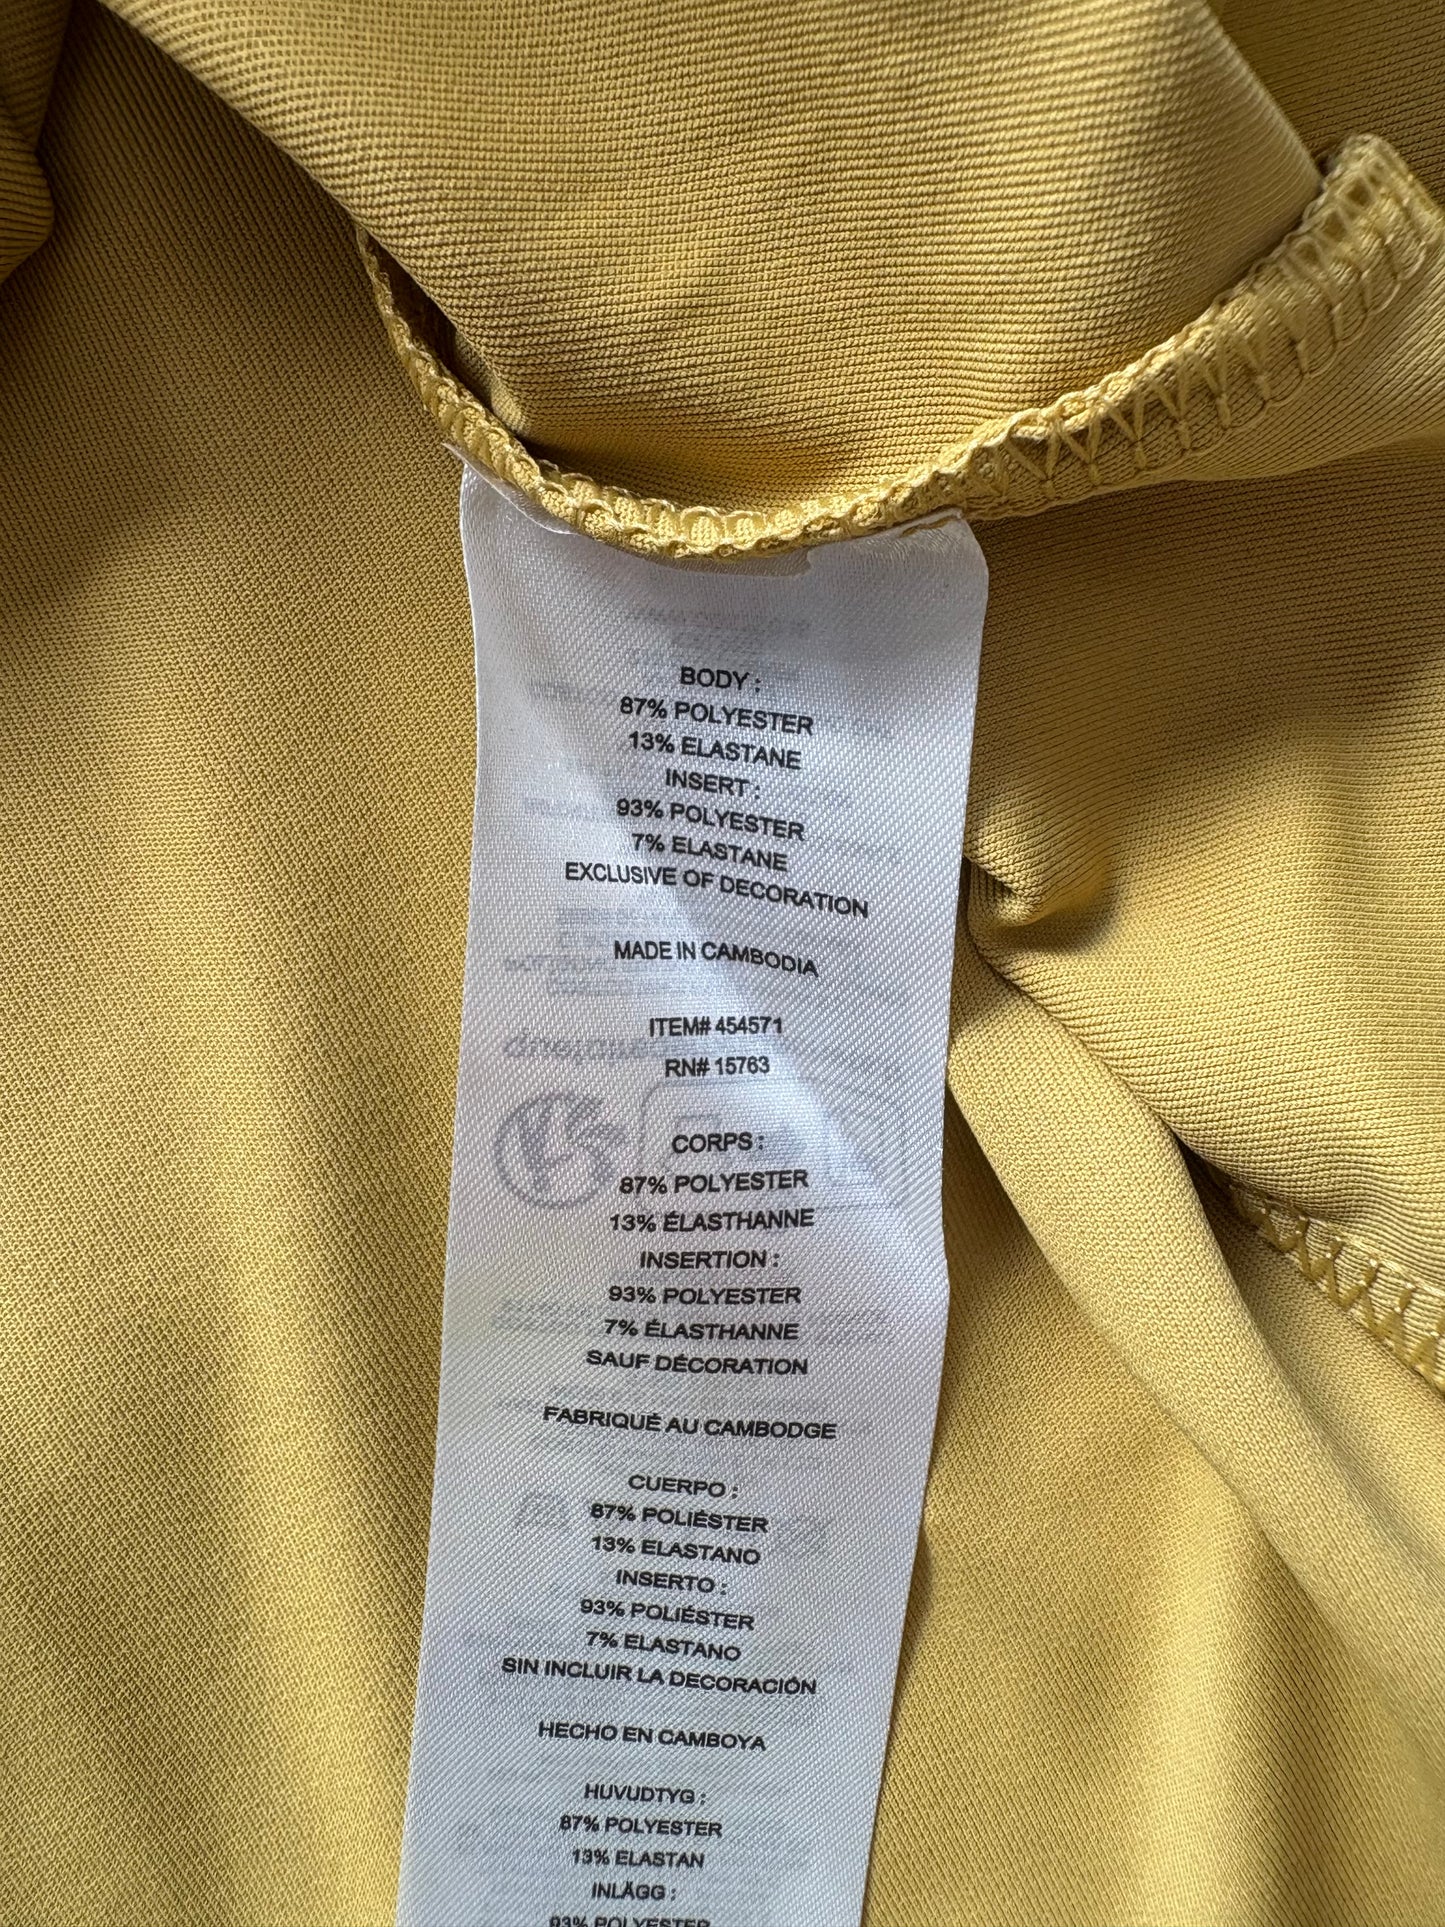 BODY :
87% POLYESTER
13% ELASTANE
INSERT :
93% POLYESTER
7% ELASTANE
EXCLUSIVE OF DECORATION
MADE IN CAMBODIA
ITEM# 454571
RN# 15763
CORPS :
87% POLYESTER
13% ÉLASTHANNE
INSERTION :
93% POLYESTER
7% ÉLASTHANNE
SAUF DÉCORATION
FABRIQUÉ AU CAMBODGE
CUERPO :
87% POLIÉSTER
13% ELASTANO
INSERTO :
93% POLIÉSTER
7% ELASTANO
SIN INCLUIR LA DECORACIÓN
HECHO EN CAMBOYA
HUVUDTYG :
87% POLYESTER
13% ELASTAN
INLÄGG :
93% POLYESTER